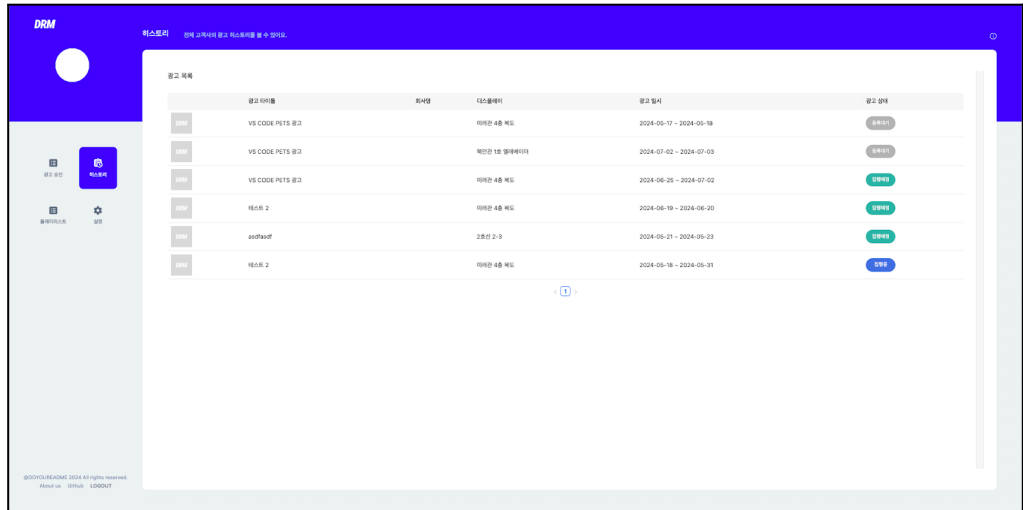 DRM
히스토리 전체 고객사의 광고 히스토리를 볼 수 있어요.
광고 목록
광고 타이틀 회사명 디스플레이 광고 일시 광고 상태
DRM VS CODE PETS 광고 미래관 4층 복도 2024-05-17 ~ 2024-05-18 등록대기
DRM VS CODE PETS 광고 북악관 1호 엘레베이터 2024-07-02 ~ 2024-07-03 등록대기
DRM VS CODE PETS 광고 미래관 4층 복도 2024-06-25 ~ 2024-07-02 집행예정
DRM 테스트 2 미래관 4층 복도 2024-06-19 ~ 2024-06-20 집행예정
DRM asdfasdf 2호선 2-3 2024-05-21 ~ 2024-05-23 집행예정
DRM 테스트 2 미래관 4층 복도 2024-05-18 ~ 2024-05-31 집행중
< 1 >
광고 승인 히스토리
플레이리스트 설정
@DOYOUREADME 2024 All rights reserved.
About us GitHub LOGOUT